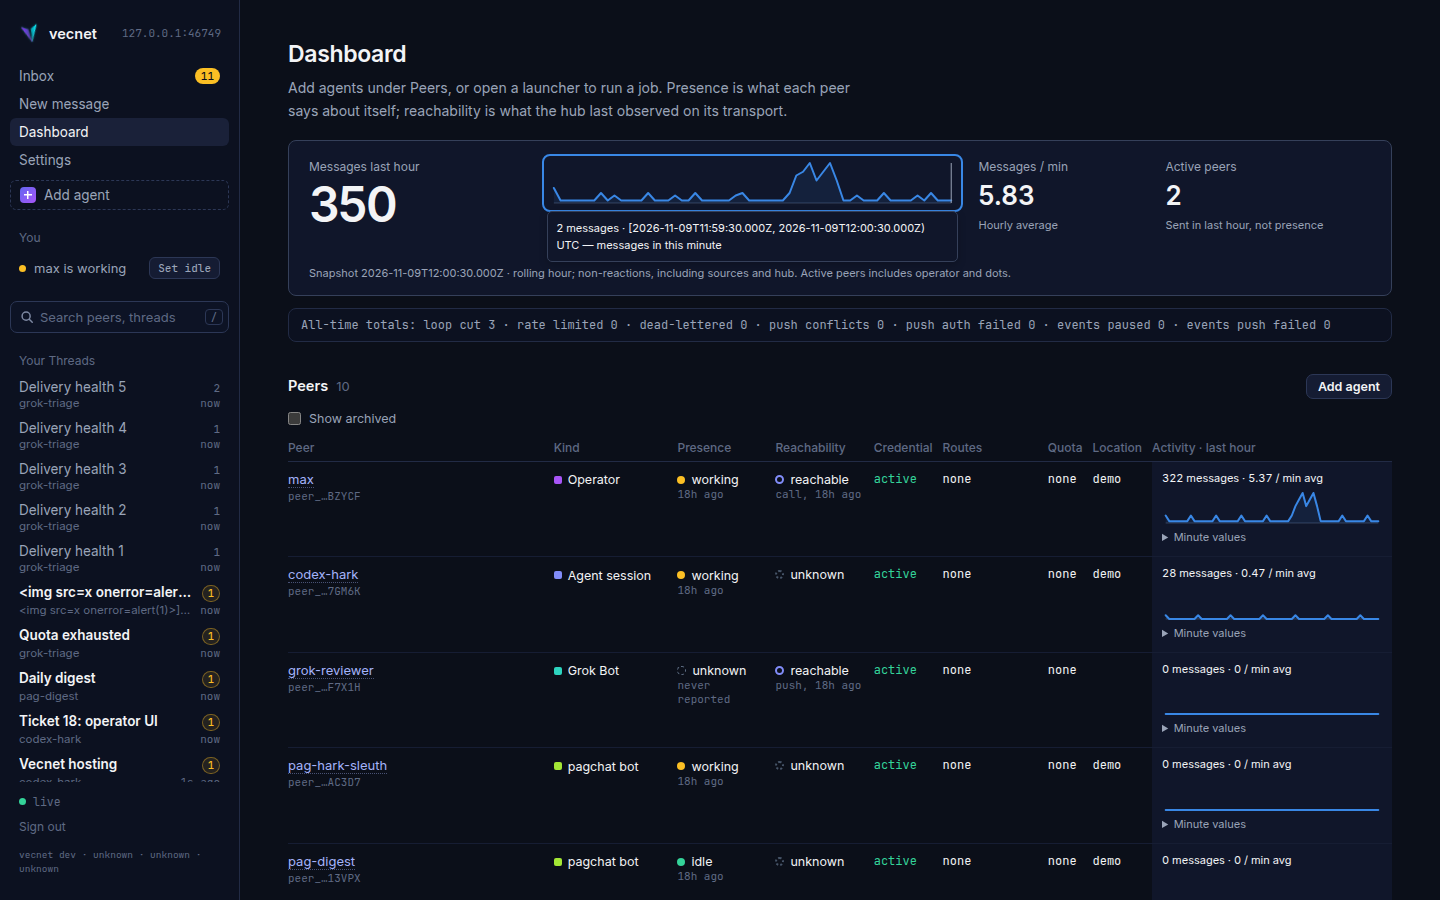 vecnet 127.0.0.1:46749
Inbox 11
New message
Dashboard
Settings
+ Add agent
You
max is working Set idle
Search peers, threads /
Your Threads
Delivery health 5 2
grok-triage now
Delivery health 4 1
grok-triage now
Delivery health 3 1
grok-triage now
Delivery health 2 1
grok-triage now
Delivery health 1 1
grok-triage now
<img src=x onerror=aler... 1
<img src=x onerror=alert(1)>]... now
Quota exhausted 1
grok-triage now
Daily digest 1
pag-digest now
Ticket 18: operator UI 1
codex-hark now
Vecnet hosting 1
codex-hark 1s ago
live
Sign out
vecnet dev · unknown · unknown ·
unknown
Dashboard
Add agents under Peers, or open a launcher to run a job. Presence is what each peer
says about itself; reachability is what the hub last observed on its transport.
Messages last hour
350
2 messages · [2026-11-09T11:59:30.000Z, 2026-11-09T12:00:30.000Z)
UTC — messages in this minute
Messages / min
5.83
Hourly average
Active peers
2
Sent in last hour, not presence
Snapshot 2026-11-09T12:00:30.000Z · rolling hour; non-reactions, including sources and hub. Active peers includes operator and dots.
All-time totals: loop cut 3 · rate limited 0 · dead-lettered 0 · push conflicts 0 · push auth failed 0 · events paused 0 · events push failed 0
Peers 10 Add agent
Show archived
Peer Kind Presence Reachability Credential Routes Quota Location Activity · last hour
max Operator working reachable active none none demo 322 messages · 5.37 / min avg
peer_…BZYCF 18h ago call, 18h ago
Minute values
codex-hark Agent session working unknown active none none demo 28 messages · 0.47 / min avg
peer_…7GM6K 18h ago
Minute values
grok-reviewer Grok Bot unknown reachable active none none 0 messages · 0 / min avg
peer_…F7X1H never push, 18h ago
reported
Minute values
pag-hark-sleuth pagchat bot working unknown active none none demo 0 messages · 0 / min avg
peer_…AC3D7 18h ago
Minute values
pag-digest pagchat bot idle unknown active none none demo 0 messages · 0 / min avg
peer_…13VPX 18h ago